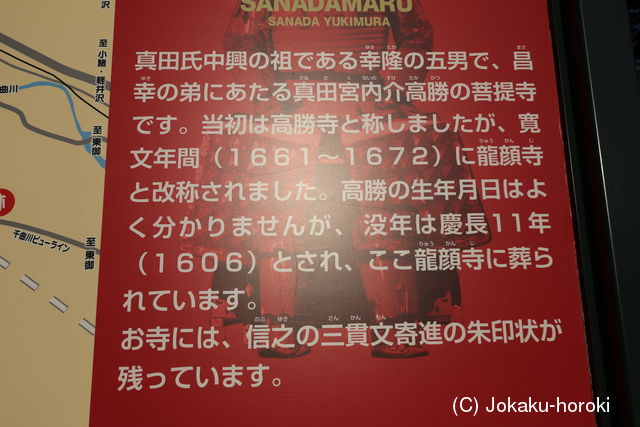 SANADAMARU
SANADA YUKIMURA
真田氏中興の祖である幸隆の五男で、昌
幸の弟にあたる真田宮内介高勝の菩提寺
です。当初は高勝寺と称しましたが、寛
文年間（1661～1672）に龍顔寺
と改称されました。高勝の生年月日はよ
く分かりませんが、没年は慶長11年
（1606）とされ、ここ龍顔寺に葬ら
れています。
お寺には、信之の三貫文寄進の朱印状が
残っています。
至小諸・軽井沢
至東御
千曲川ビューライン
至東御
(C) Jokaku-horoki